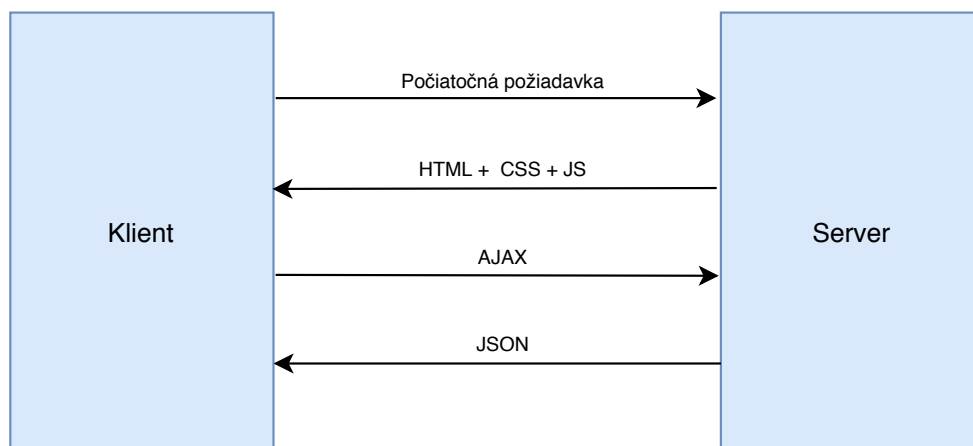 Počiatočná požiadavka
HTML + CSS + JS
Klient
Server
AJAX
JSON